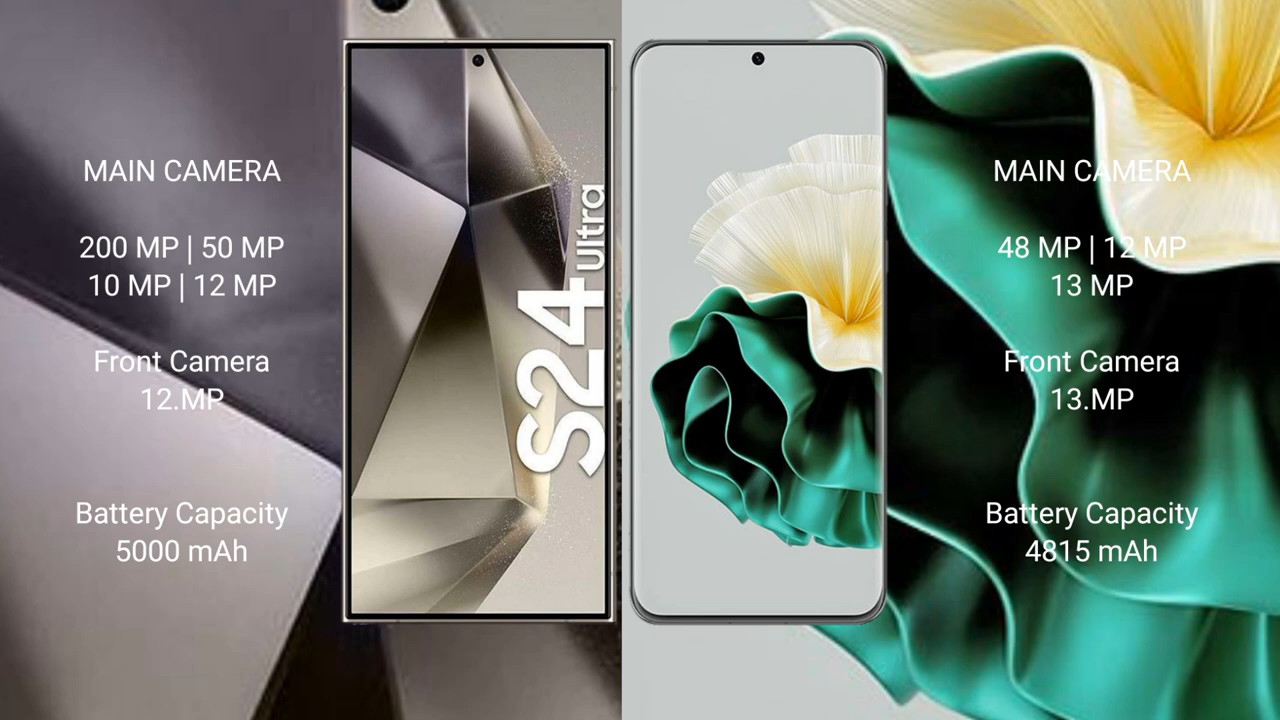 MAIN CAMERA
200 MP | 50 MP
10 MP | 12 MP
Front Camera
12.MP
Battery Capacity
5000 mAh
S24 Ultra
MAIN CAMERA
48 MP | 12 MP
13 MP
Front Camera
13.MP
Battery Capacity
4815 mAh